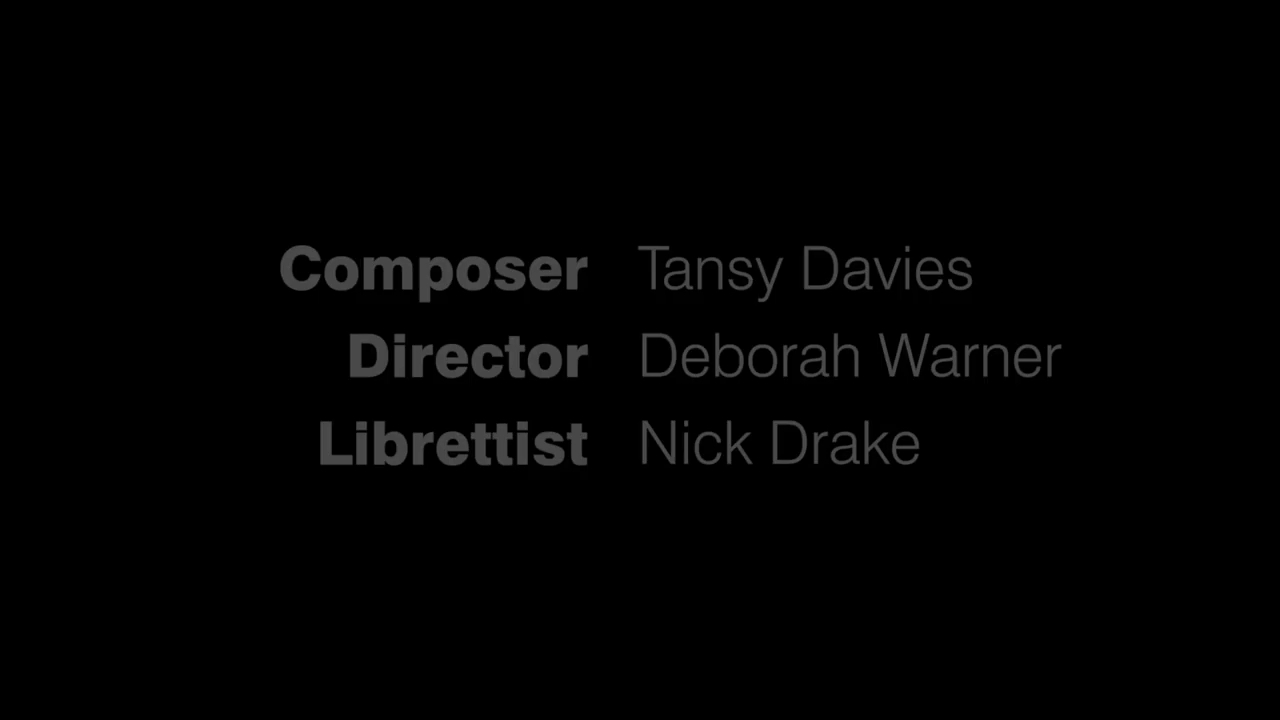 Composer Tansy Davies
Director Deborah Warner
Librettist Nick Drake